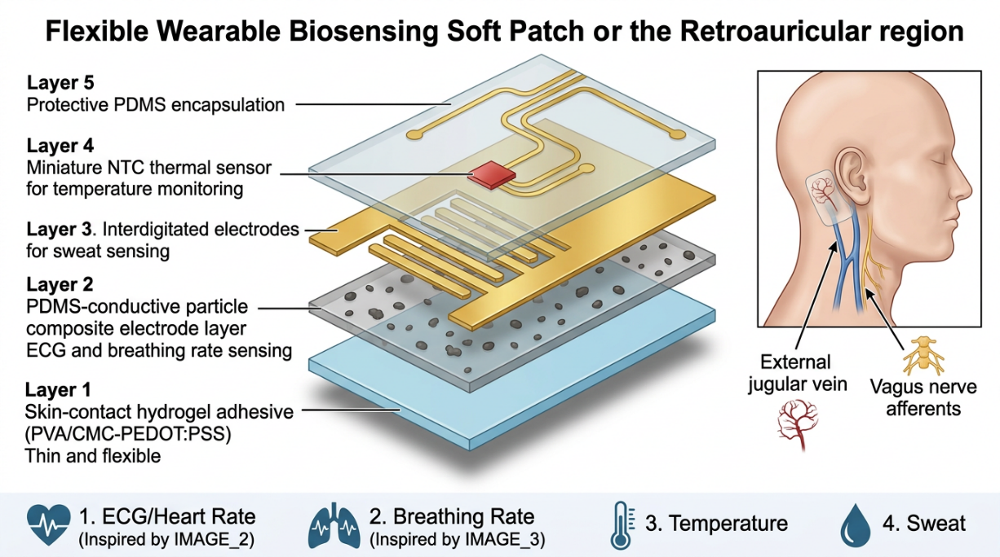 Flexible Wearable Biosensing Soft Patch or the Retroauricular region
Layer 5
Protective PDMS encapsulation
Layer 4
Miniature NTC thermal sensor
for temperature monitoring
Layer 3. Interdigitated electrodes
for sweat sensing
Layer 2
PDMS-conductive particle
composite electrode layer
ECG and breathing rate sensing
Layer 1
Skin-contact hydrogel adhesive
(PVA/CMC-PEDOT:PSS)
Thin and flexible
External
jugular vein
Vagus nerve
afferents
1. ECG/Heart Rate
(Inspired by IMAGE_2)
2. Breathing Rate
(Inspired by IMAGE_3)
3. Temperature
4. Sweat